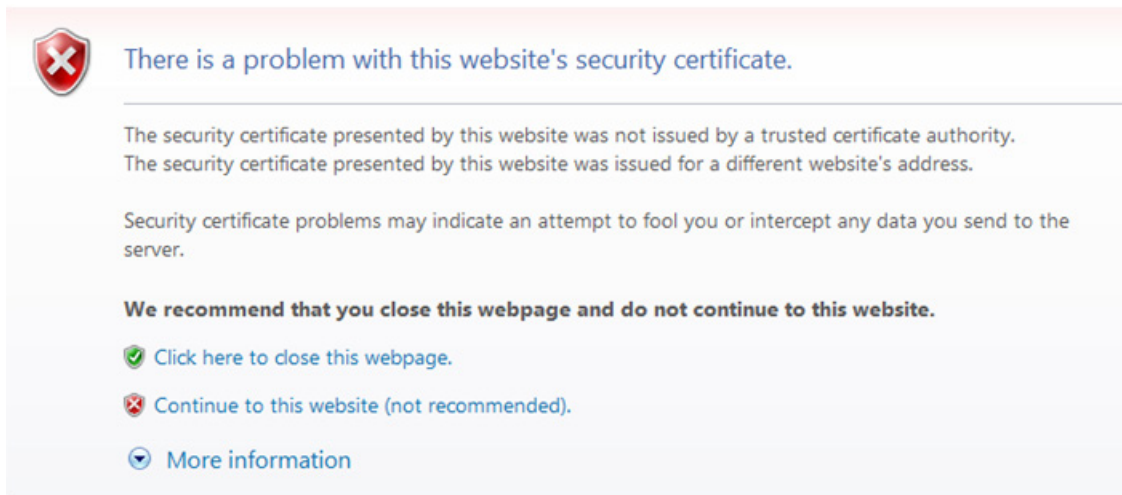 There is a problem with this website's security certificate.
The security certificate presented by this website was not issued by a trusted certificate authority.
The security certificate presented by this website was issued for a different website's address.
Security certificate problems may indicate an attempt to fool you or intercept any data you send to the
server.
We recommend that you close this webpage and do not continue to this website.
Click here to close this webpage.
Continue to this website (not recommended).
More information